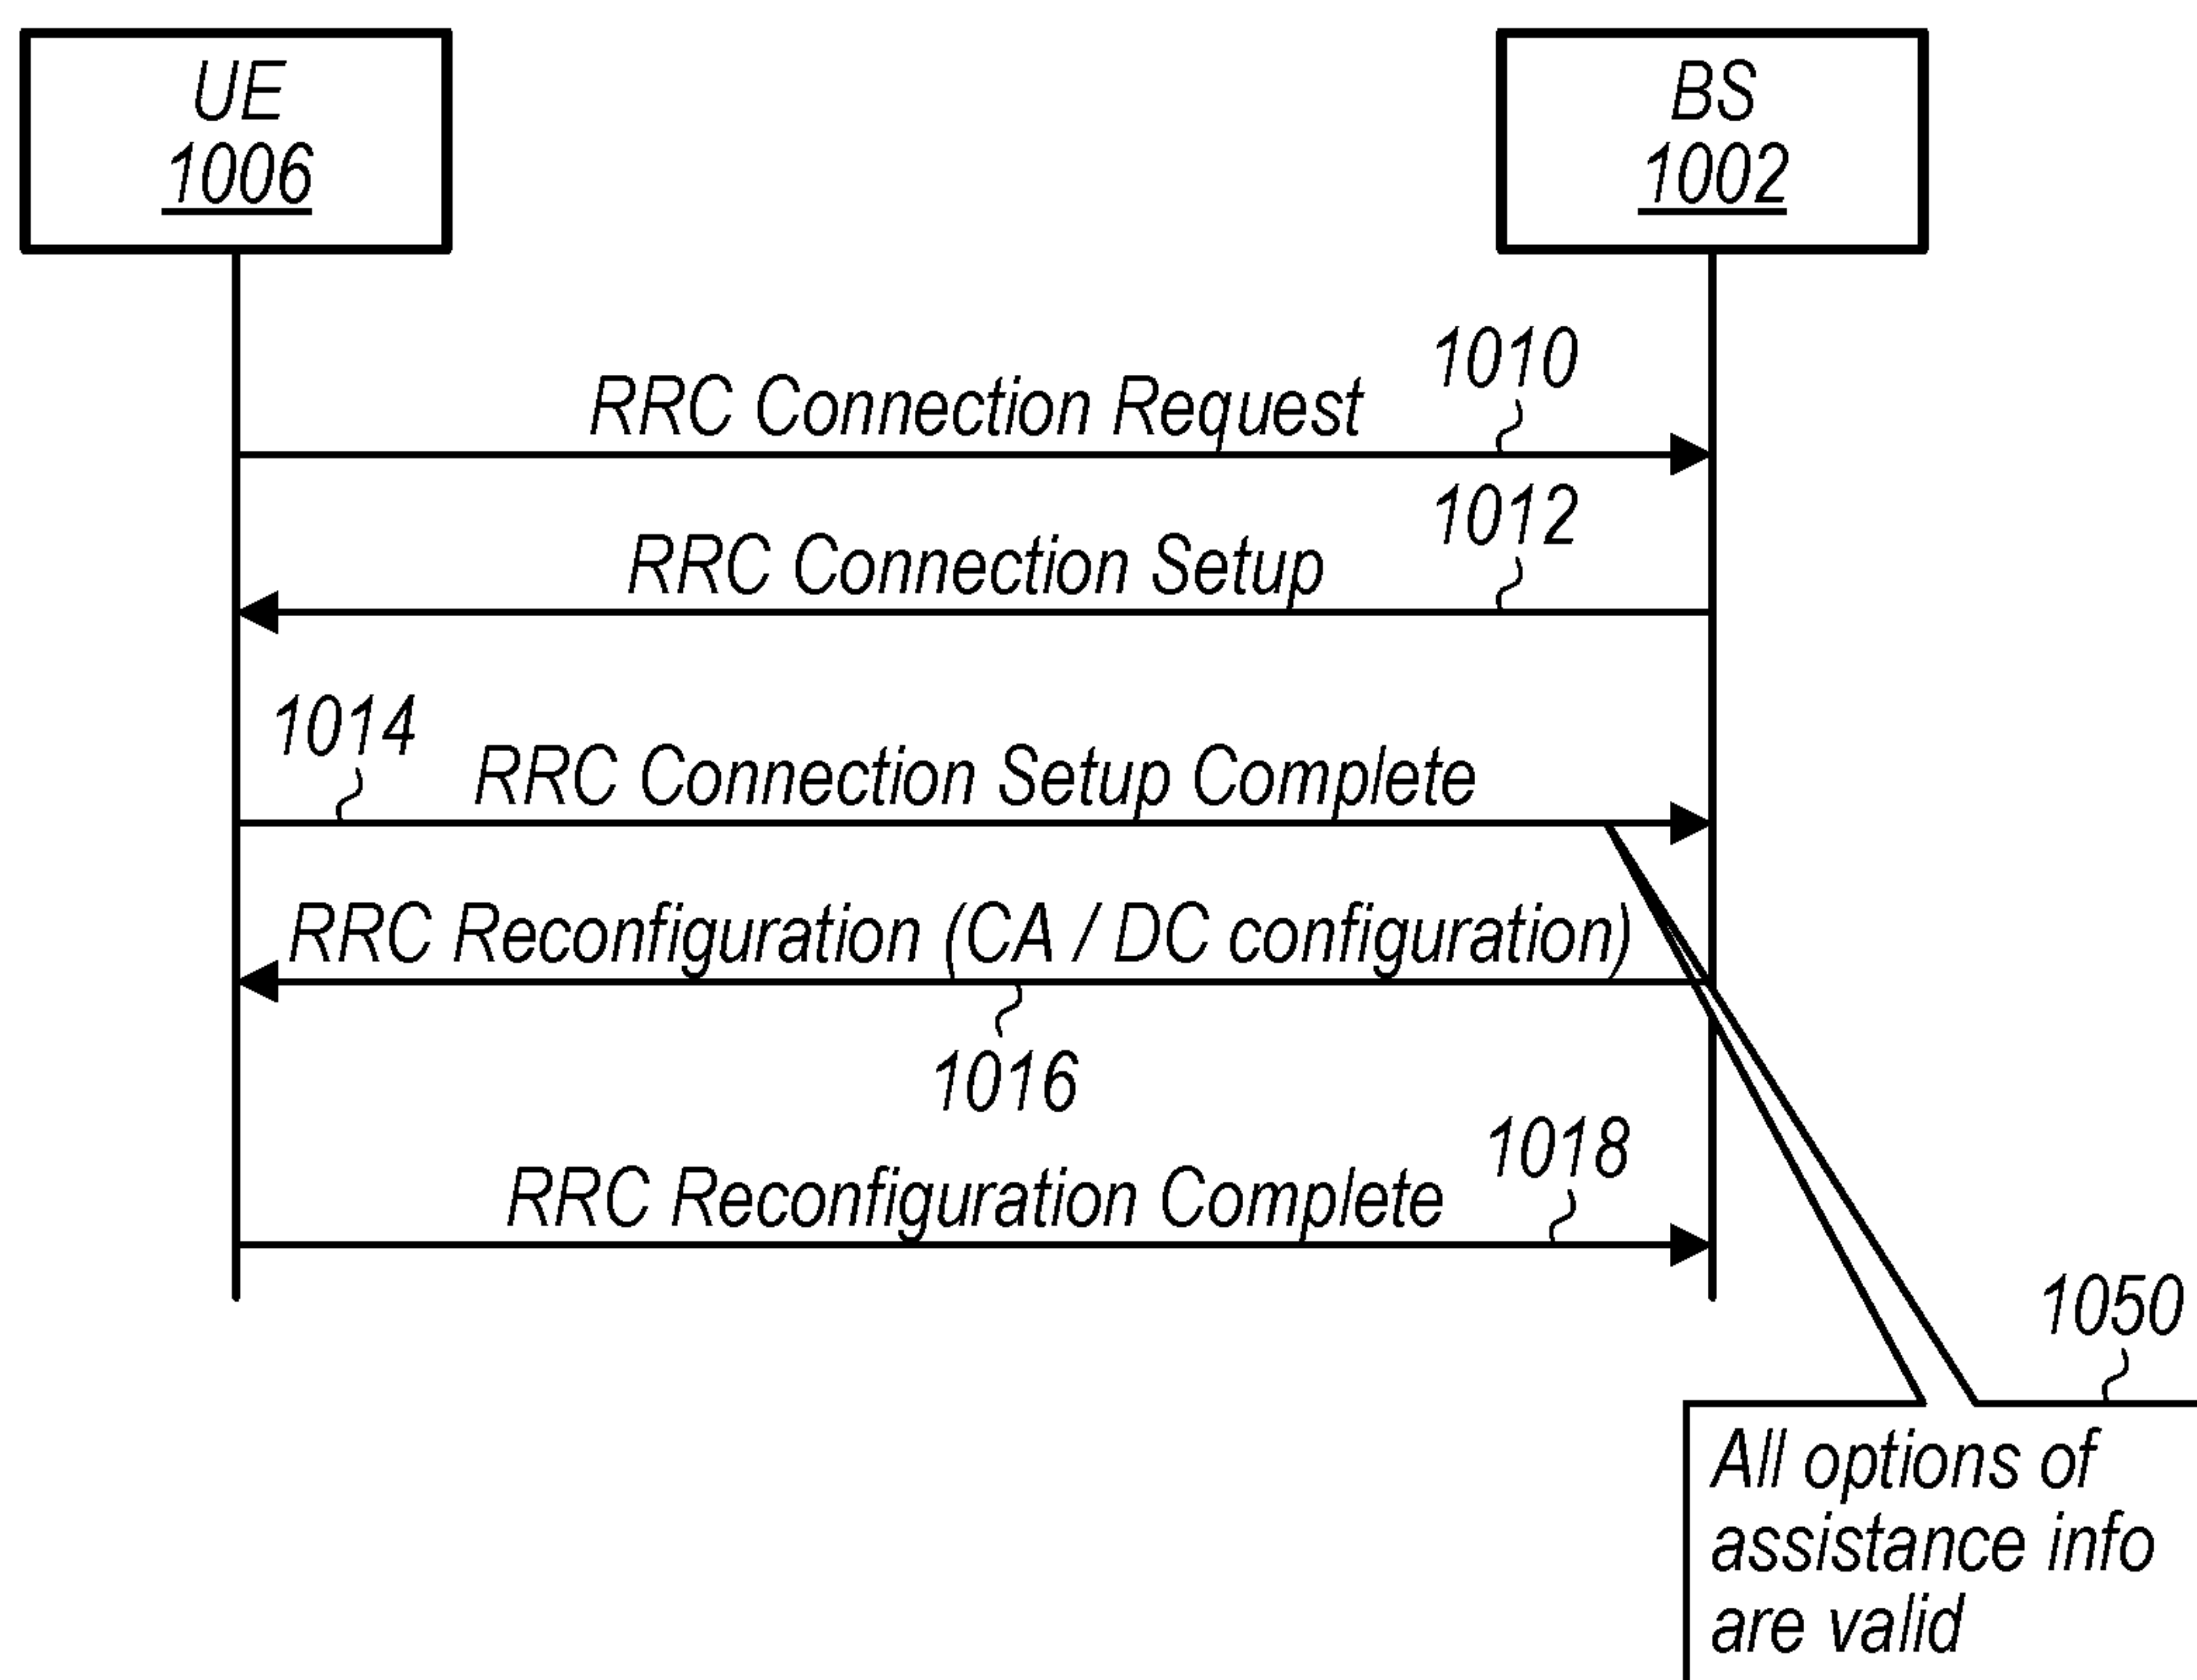 UE
1006
BS
1002
1010
RRC Connection Request
1012
RRC Connection Setup
1014
RRC Connection Setup Complete
RRC Reconfiguration (CA / DC configuration)
1016
1018
RRC Reconfiguration Complete
1050
All options of
assistance info
are valid